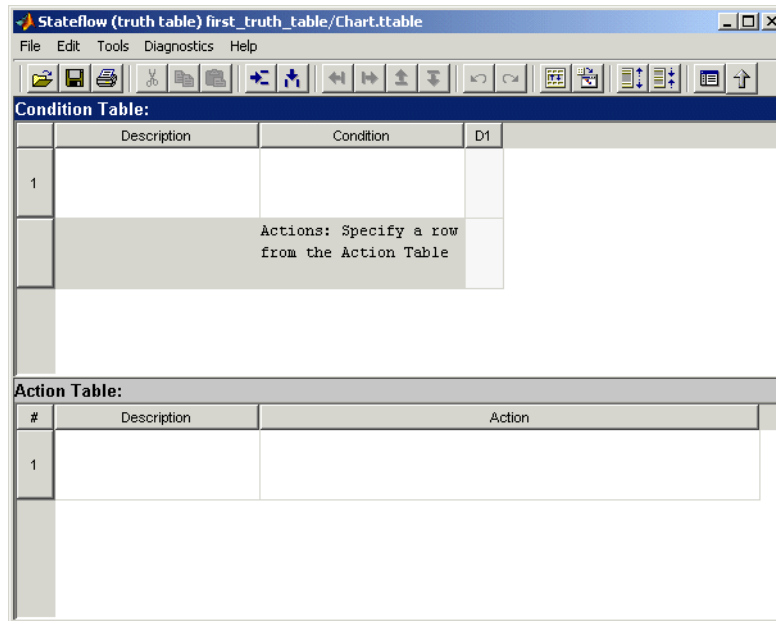 Stateflow (truth table) first_truth_table/Chart.ttable
File Edit Tools Diagnostics Help
Condition Table:
Description Condition D1
1
Actions: Specify a row
from the Action Table
Action Table:
# Description Action
1